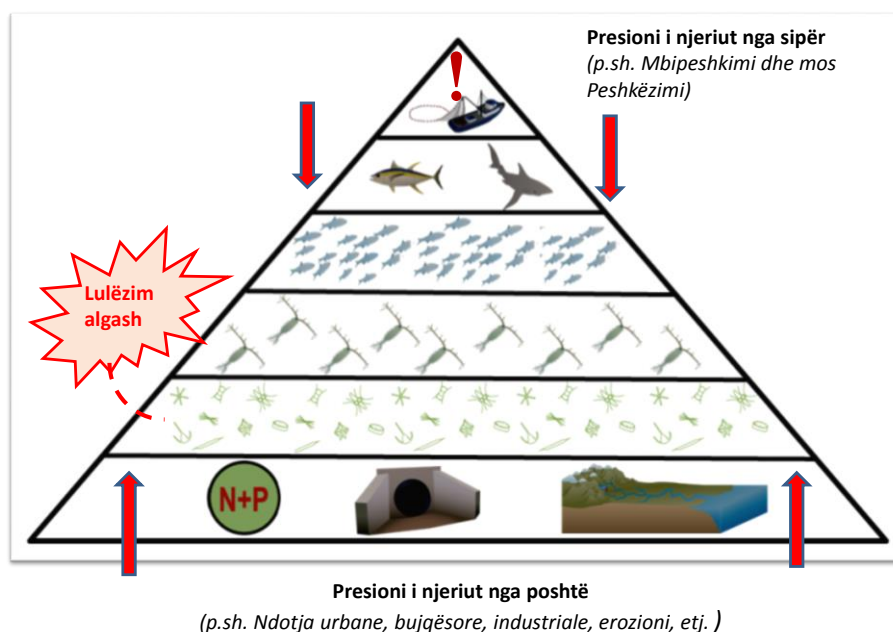 Presioni i njeriut nga sipër
(p.sh. Mbipeshkimi dhe mos
Peshkëzimi)
!
Lulëzim
algash
N+P
Presioni i njeriut nga poshtë
(p.sh. Ndotja urbane, bujqësore, industriale, erozioni, etj. )